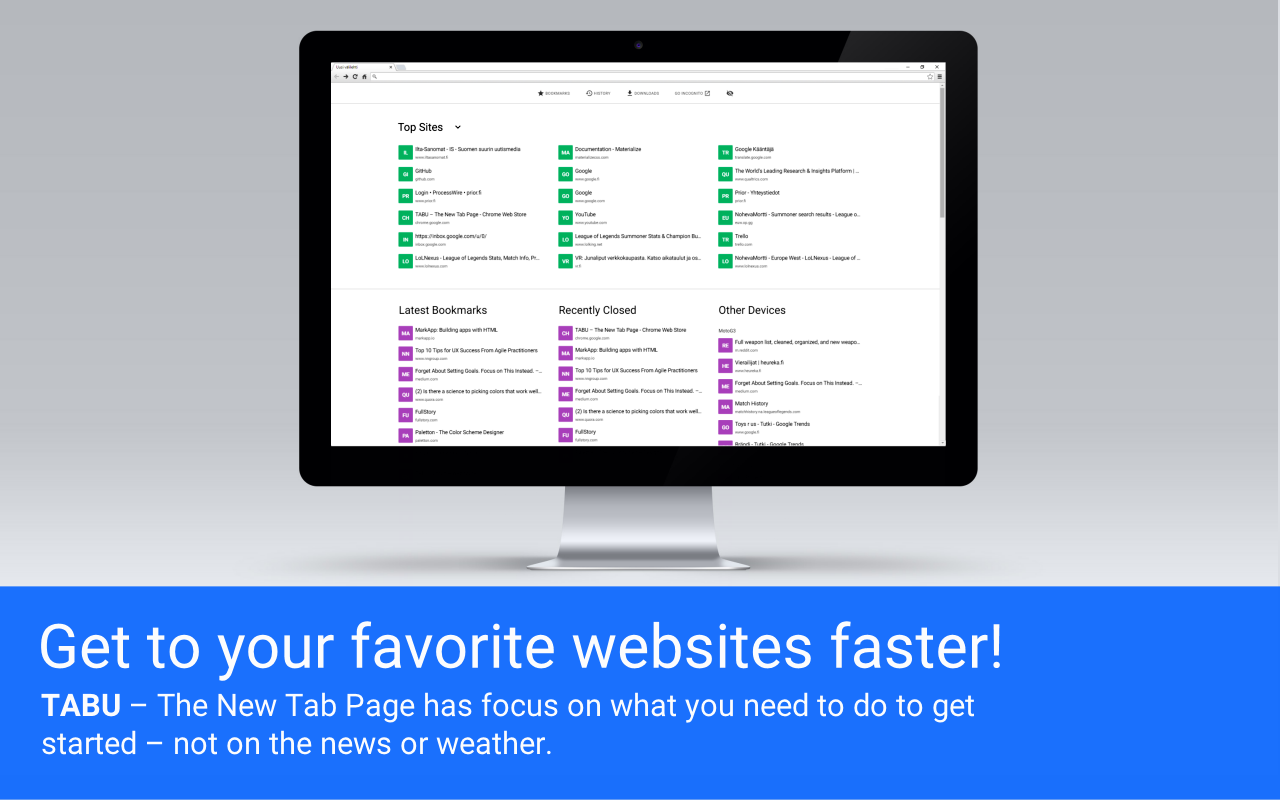 Uusi välilehti
BOOKMARKS HISTORY DOWNLOADS GO INCOGNITO
Top Sites
IL Ilta-Sanomat - IS - Suomen suurin uutismedia
www.iltasanomat.fi
GI GitHub
github.com
PR Login • ProcessWire • prior.fi
www.prior.fi
CH TABU – The New Tab Page - Chrome Web Store
chrome.google.com
IN https://inbox.google.com/u/0/
inbox.google.com
LO LoLNexus - League of Legends Stats, Match Info, Pr...
www.lolnexus.com
MA Documentation - Materialize
materializecss.com
GO Google
www.google.fi
GO Google
www.google.com
YO YouTube
www.youtube.com
LO League of Legends Summoner Stats & Champion Bu...
www.lolking.net
VR VR: Junaliput verkkokaupasta. Katso aikataulut ja os...
vr.fi
TR Google Kääntäjä
translate.google.com
QU The World's Leading Research & Insights Platform | ...
www.qualtrics.com
PR Prior - Yhteystiedot
prior.fi
EU NohevaMortti - Summoner search results - League o...
euw.op.gg
TR Trello
trello.com
LO NohevaMortti - Europe West - LoLNexus - League of ...
www.lolnexus.com
Latest Bookmarks
MA MarkApp: Building apps with HTML
markapp.io
NN Top 10 Tips for UX Success From Agile Practitioners
www.nngroup.com
ME Forget About Setting Goals. Focus on This Instead. –...
medium.com
QU (2) Is there a science to picking colors that work well...
www.quora.com
FU FullStory
fullstory.com
PA Paletton - The Color Scheme Designer
paletton.com
Recently Closed
CH TABU – The New Tab Page - Chrome Web Store
chrome.google.com
MA MarkApp: Building apps with HTML
markapp.io
NN Top 10 Tips for UX Success From Agile Practitioners
www.nngroup.com
ME Forget About Setting Goals. Focus on This Instead. –...
medium.com
QU (2) Is there a science to picking colors that work well...
www.quora.com
FU FullStory
fullstory.com
Other Devices
MotoG3
RE Full weapon list, cleaned, organized, and new weapo...
m.reddit.com
HE Vierailijat | heureka.fi
www.heureka.fi
ME Forget About Setting Goals. Focus on This Instead. –...
medium.com
MA Match History
matchhistory.na.leagueoflegends.com
GO Toys r us - Tutki - Google Trends
www.google.fi
Brändi - Tutki - Google Trends
Get to your favorite websites faster!
TABU – The New Tab Page has focus on what you need to do to get
started – not on the news or weather.